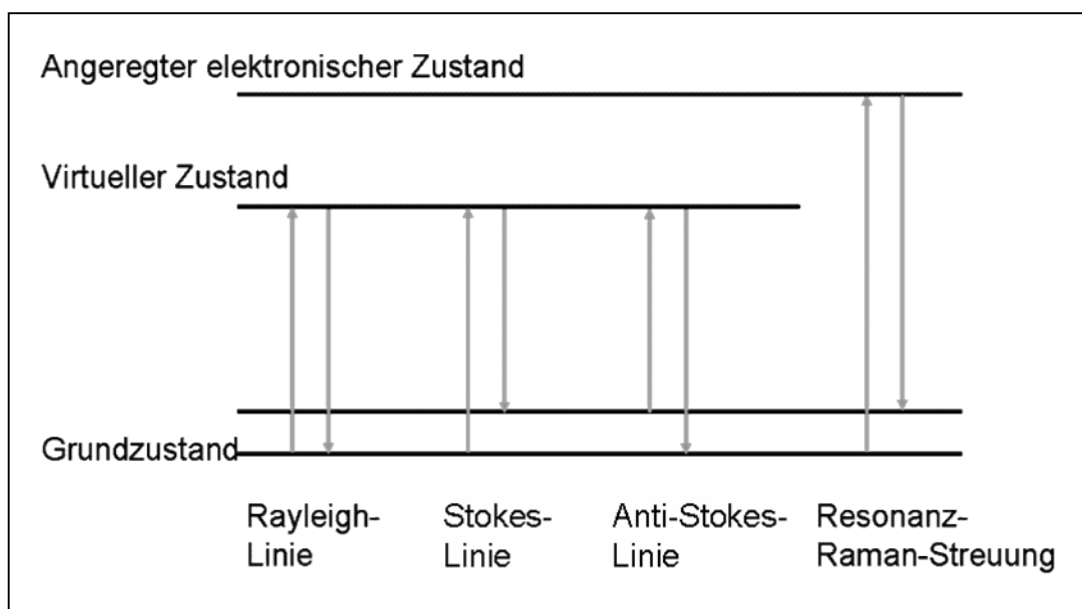 Angeregter elektronischer Zustand
Virtueller Zustand
Grundzustand
Rayleigh-
Linie
Stokes-
Linie
Anti-Stokes-
Linie
Resonanz-
Raman-Streuung